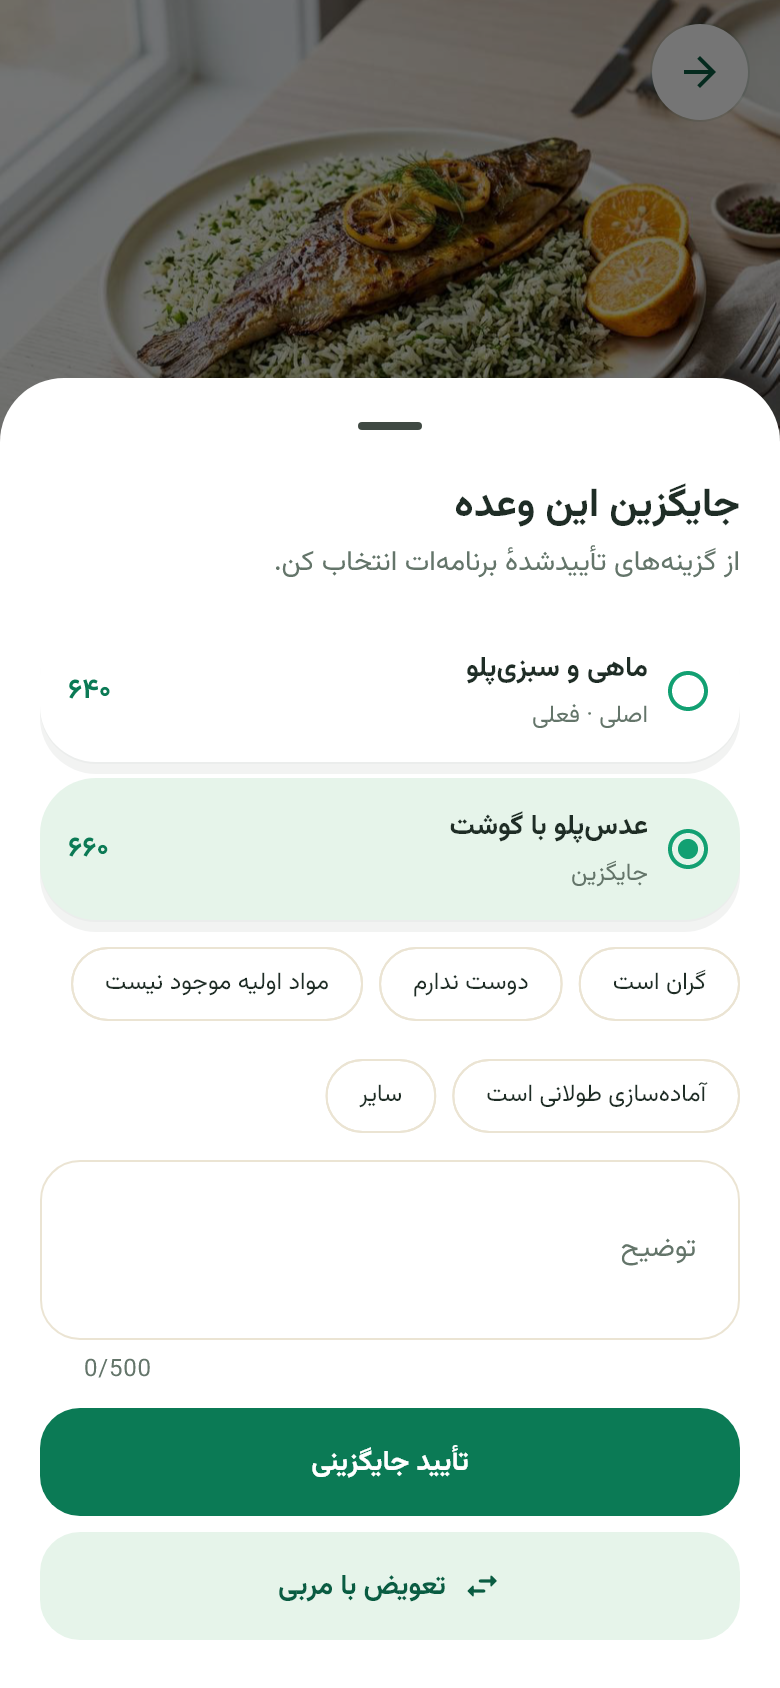 جایگزین این وعده
از گزینه‌های تأییدشدهٔ برنامه‌ات انتخاب کن.
ماهی و سبزی‌پلو
اصلی · فعلی
۶۴۰
عدس‌پلو با گوشت
جایگزین
۶۶۰
گران است
دوست ندارم
مواد اولیه موجود نیست
آماده‌سازی طولانی است
سایر
توضیح
0/500
تأیید جایگزینی
تعویض با مربی